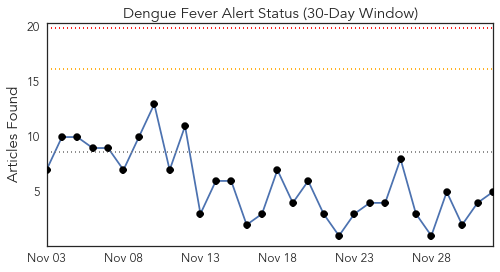 Dengue Fever Alert Status (30-Day Window)
Articles Found
20
15
10
5
Nov 03 Nov 08 Nov 13 Nov 18 Nov 23 Nov 28